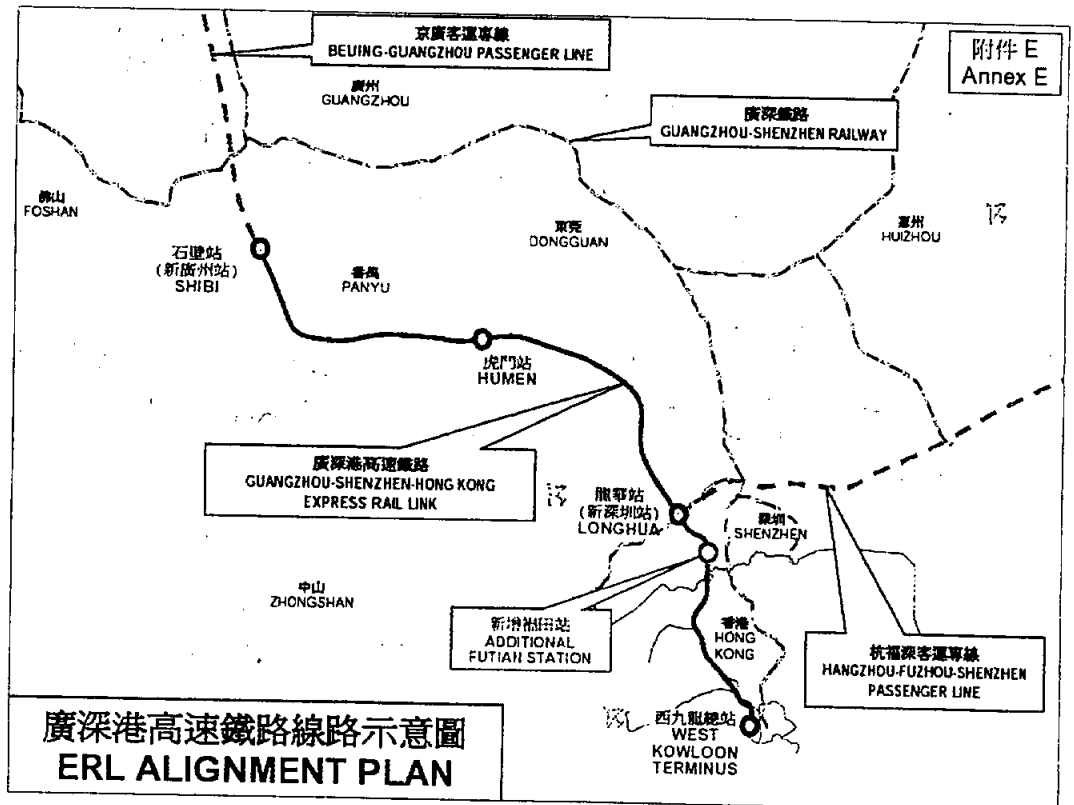 京廣客運專線
BEIJING-GUANGZHOU PASSENGER LINE
附件 E
Annex E
廣州
GUANGZHOU
廣深鐵路
GUANGZHOU-SHENZHEN RAILWAY
佛山
FOSHAN
東莞
DONGGUAN
惠州
HUIZHOU
石壁站
(新廣州站)
SHIBI
番禺
PANYU
虎門站
HUMEN
廣深港高速鐵路
GUANGZHOU-SHENZHEN-HONG KONG
EXPRESS RAIL LINK
龍華站
(新深圳站)
LONGHUA
深圳
SHENZHEN
中山
ZHONGSHAN
新增福田站
ADDITIONAL
FUTIAN STATION
香港
HONG
KONG
杭福深客運專線
HANGZHOU-FUZHOU-SHENZHEN
PASSENGER LINE
西九龍總站
WEST
KOWLOON
TERMINUS
廣深港高速鐵路線路示意圖
ERL ALIGNMENT PLAN